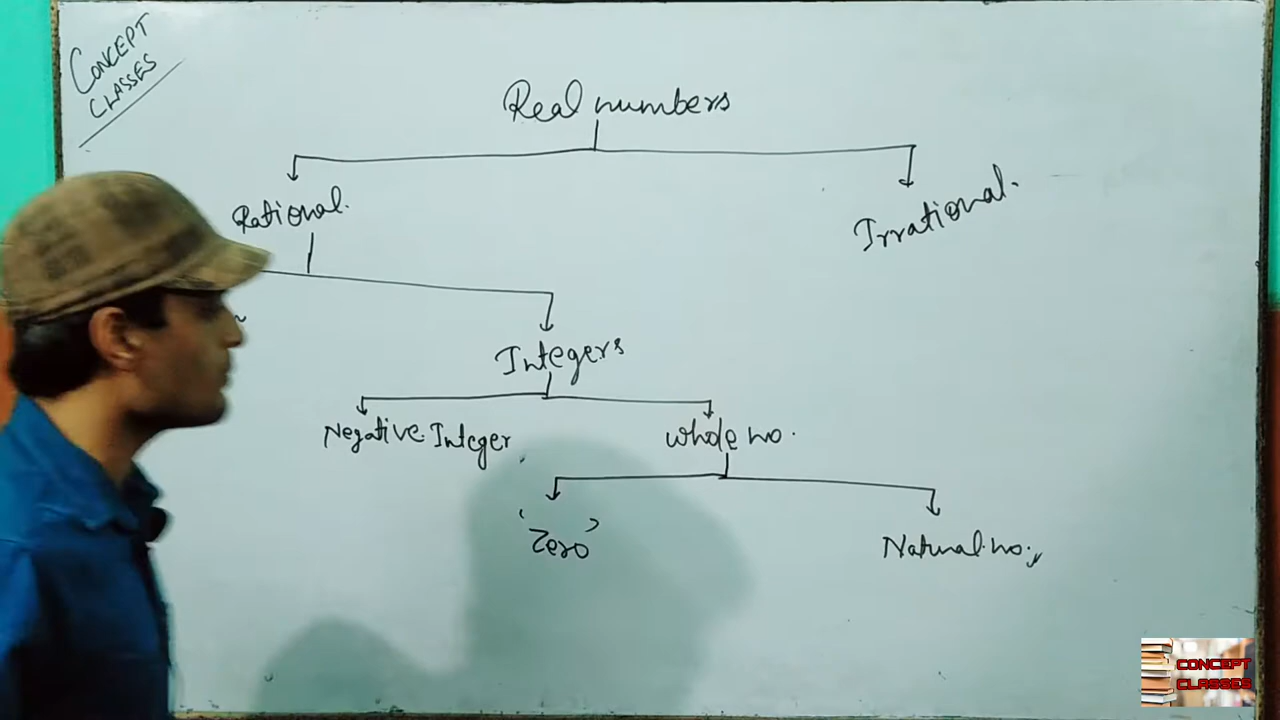 CONCEPT
CLASSES
Real numbers
Rational.
Irrational.
Integers
Negative Integer
Whole no.
'Zero'
Natural no.
CONCEPT
CLASSES